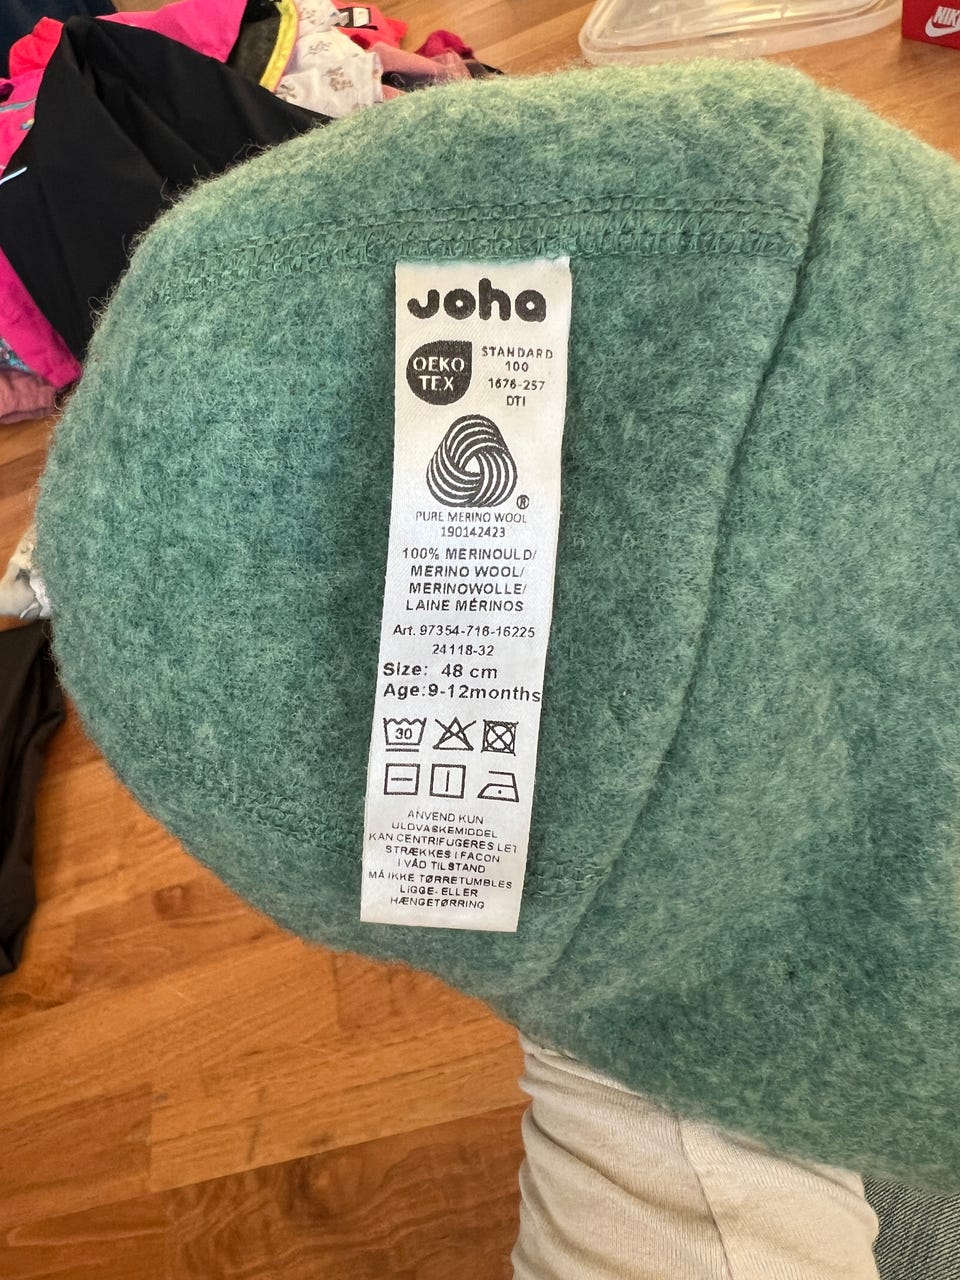 joha
OEKO
TEX
STANDARD
100
1676-257
DTI
®
PURE MERINO WOOL
190142423
100% MERINOULD/
MERINO WOOL/
MERINOWOLLE/
LAINE MÉRINOS
Art. 97354-716-16225
24118-32
Size: 48 cm
Age:9-12months
30
ANVEND KUN
ULDVASKEMIDDEL
KAN CENTRIFUGERES LET
STRÆKKES I FACON
I VÅD TILSTAND
MÅ IKKE TØRRETUMBLES
LIGGE- ELLER
HÆNGETØRRING
NIKE